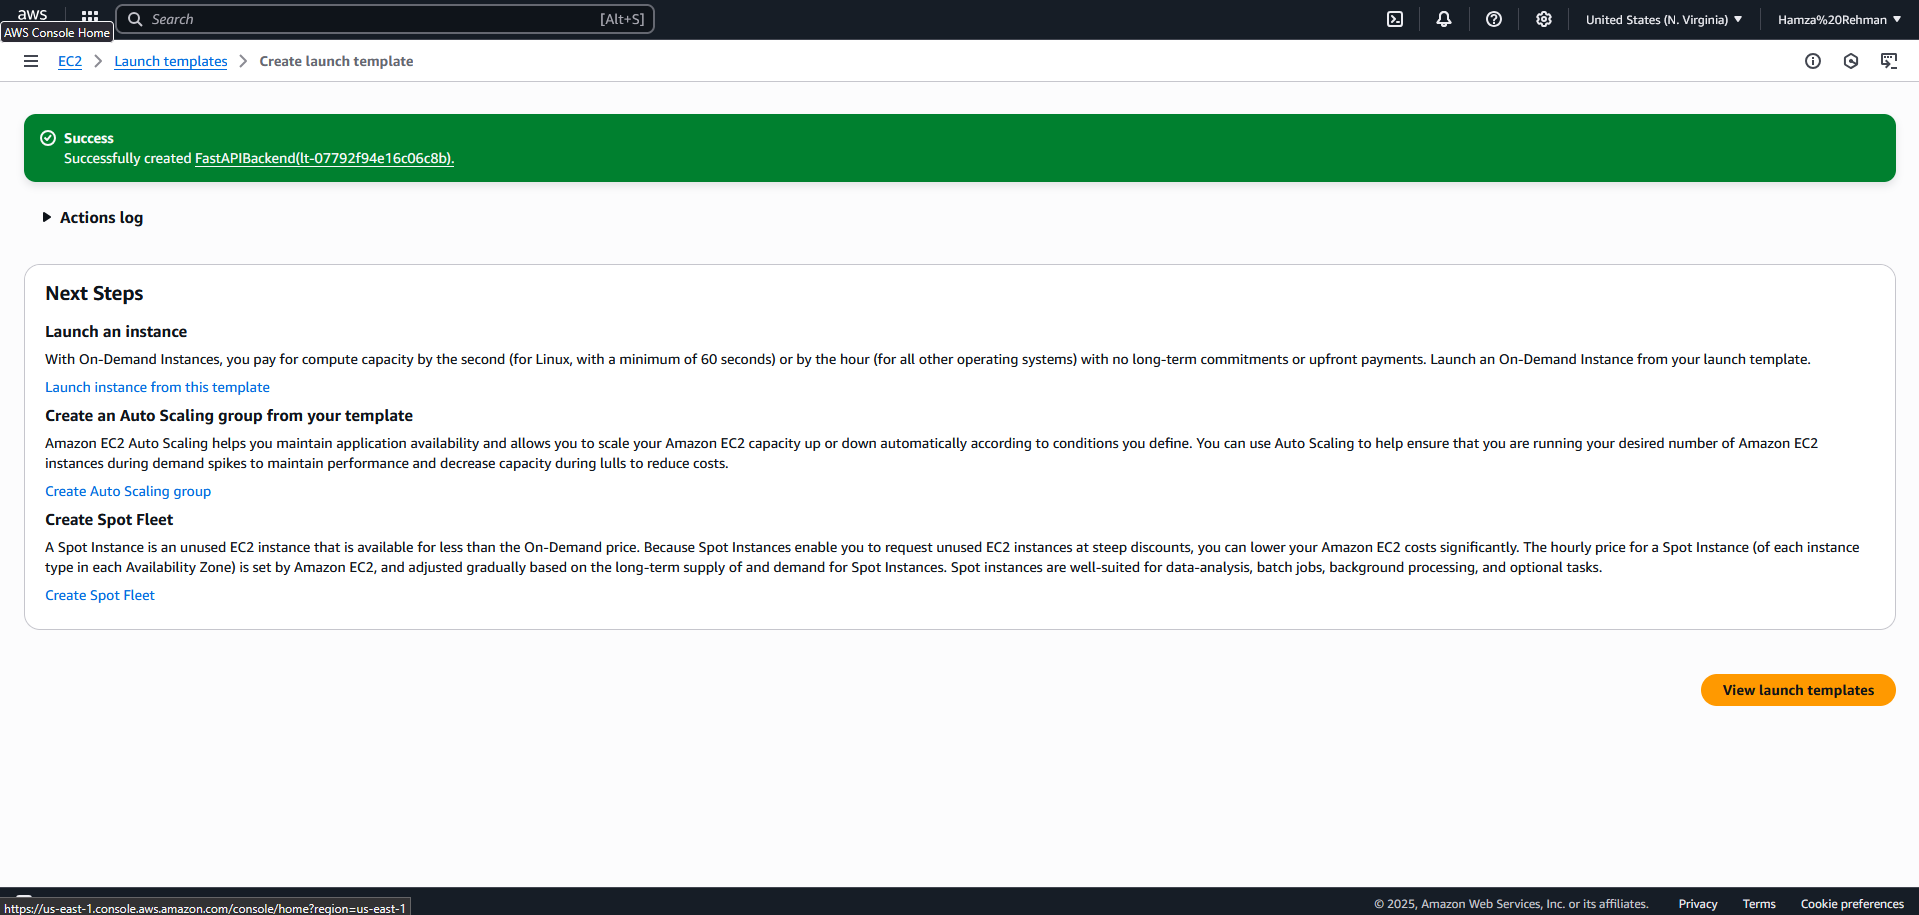 aws
Search
[Alt+S]
United States (N. Virginia)
Hamza%20Rehman
AWS Console Home
EC2
Launch templates
Create launch template
Success
Successfully created FastAPIBackend(lt-07792f94e16c06c8b).
Actions log
Next Steps
Launch an instance
With On-Demand Instances, you pay for compute capacity by the second (for Linux, with a minimum of 60 seconds) or by the hour (for all other operating systems) with no long-term commitments or upfront payments. Launch an On-Demand Instance from your launch template.
Launch instance from this template
Create an Auto Scaling group from your template
Amazon EC2 Auto Scaling helps you maintain application availability and allows you to scale your Amazon EC2 capacity up or down automatically according to conditions you define. You can use Auto Scaling to help ensure that you are running your desired number of Amazon EC2
instances during demand spikes to maintain performance and decrease capacity during lulls to reduce costs.
Create Auto Scaling group
Create Spot Fleet
A Spot Instance is an unused EC2 instance that is available for less than the On-Demand price. Because Spot Instances enable you to request unused EC2 instances at steep discounts, you can lower your Amazon EC2 costs significantly. The hourly price for a Spot Instance (of each instance
type in each Availability Zone) is set by Amazon EC2, and adjusted gradually based on the long-term supply of and demand for Spot Instances. Spot instances are well-suited for data-analysis, batch jobs, background processing, and optional tasks.
Create Spot Fleet
View launch templates
https://us-east-1.console.aws.amazon.com/console/home?region=us-east-1
© 2025, Amazon Web Services, Inc. or its affiliates.
Privacy
Terms
Cookie preferences